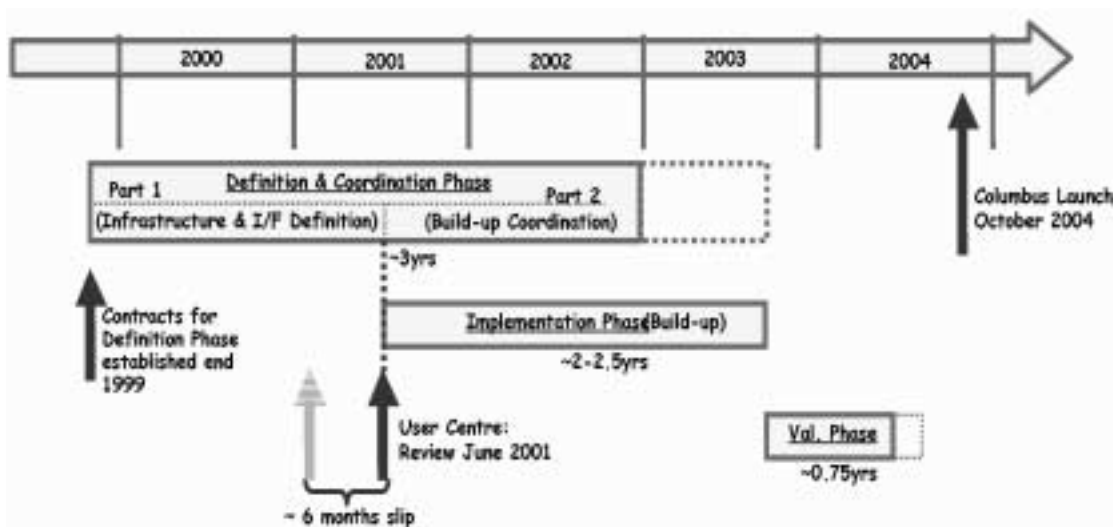 2000 2001 2002 2003 2004
Definition & Coordination Phase
Part 1
Part 2
(Infrastructure & I/F Definition)
(Build-up Coordination)
~3yrs
Columbus Launch
October 2004
Contracts for
Definition Phase
established end
1999
Implementation Phase(Build-up)
~2-2.5yrs
User Centre:
Review June 2001
Val. Phase
~0.75yrs
~ 6 months slip